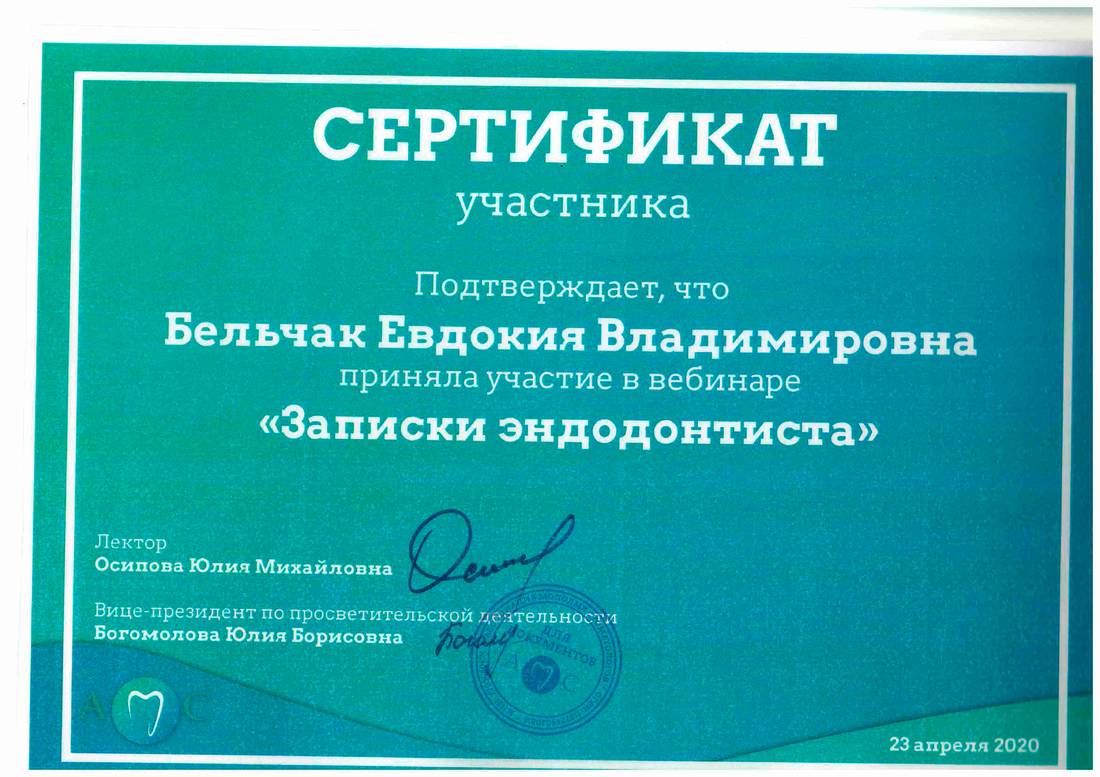 СЕРТИФИКАТ
участника
Подтверждает, что
Бельчак Евдокия Владимировна
приняла участие в вебинаре
«Записки эндодонтиста»
Лектор
Осипова Юлия Михайловна
Вице-президент по просветительской деятельности
Богомолова Юлия Борисовна
ДЛЯ
ДОКУМЕНТОВ
А С
А С
23 апреля 2020